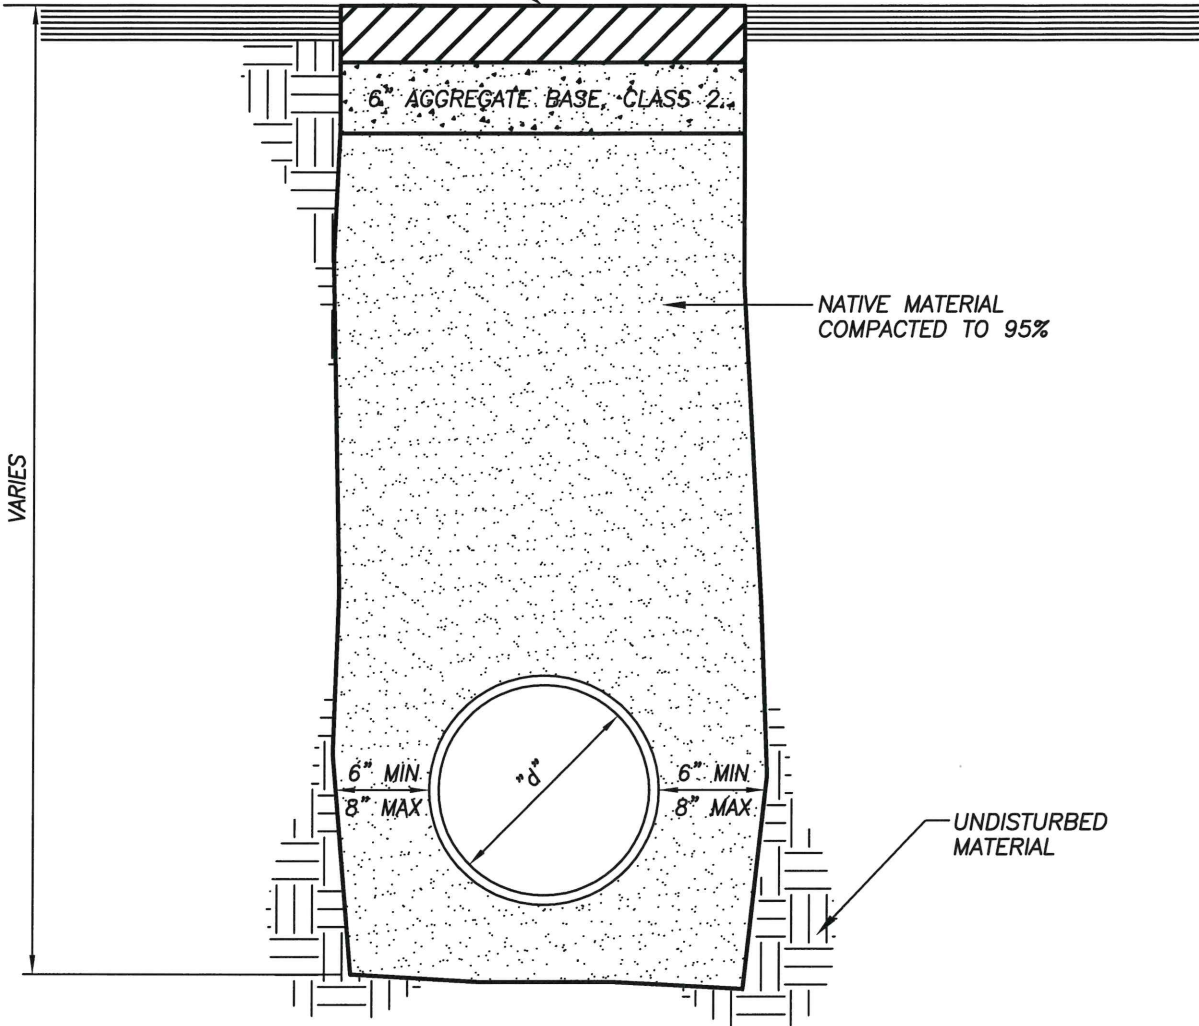 6" AGGREGATE BASE, CLASS 2
NATIVE MATERIAL
COMPACTED TO 95%
VARIES
6" MIN
8" MAX
"d"
6" MIN
8" MAX
UNDISTURBED
MATERIAL